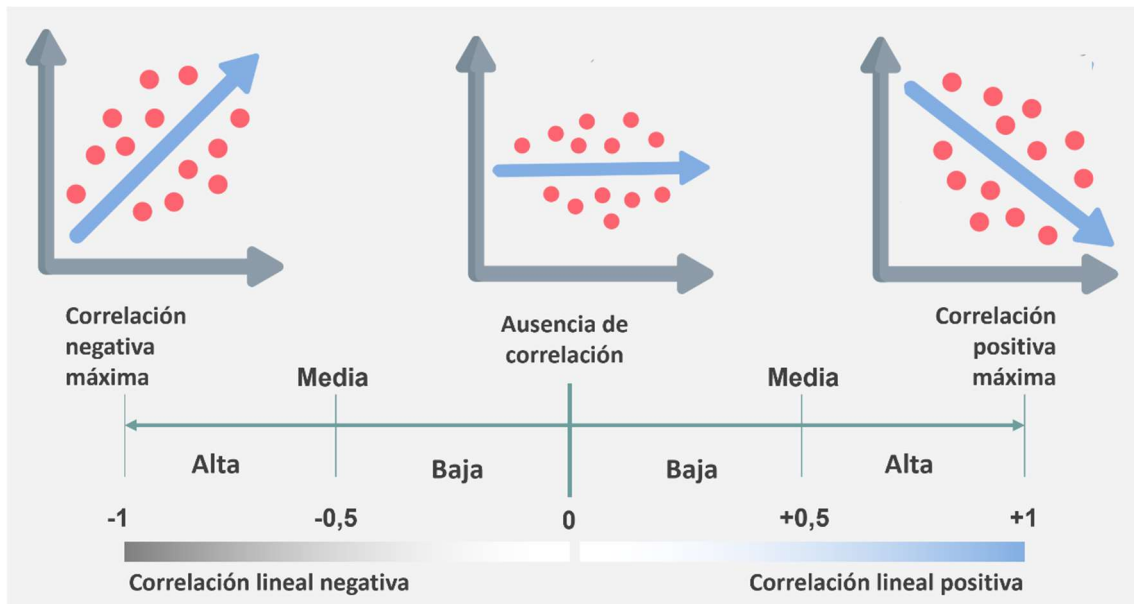 Correlación
negativa
máxima
Ausencia de
correlación
Correlación
positiva
máxima
Media
Media
Alta
Baja
Baja
Alta
-1
-0,5
0
+0,5
+1
Correlación lineal negativa
Correlación lineal positiva